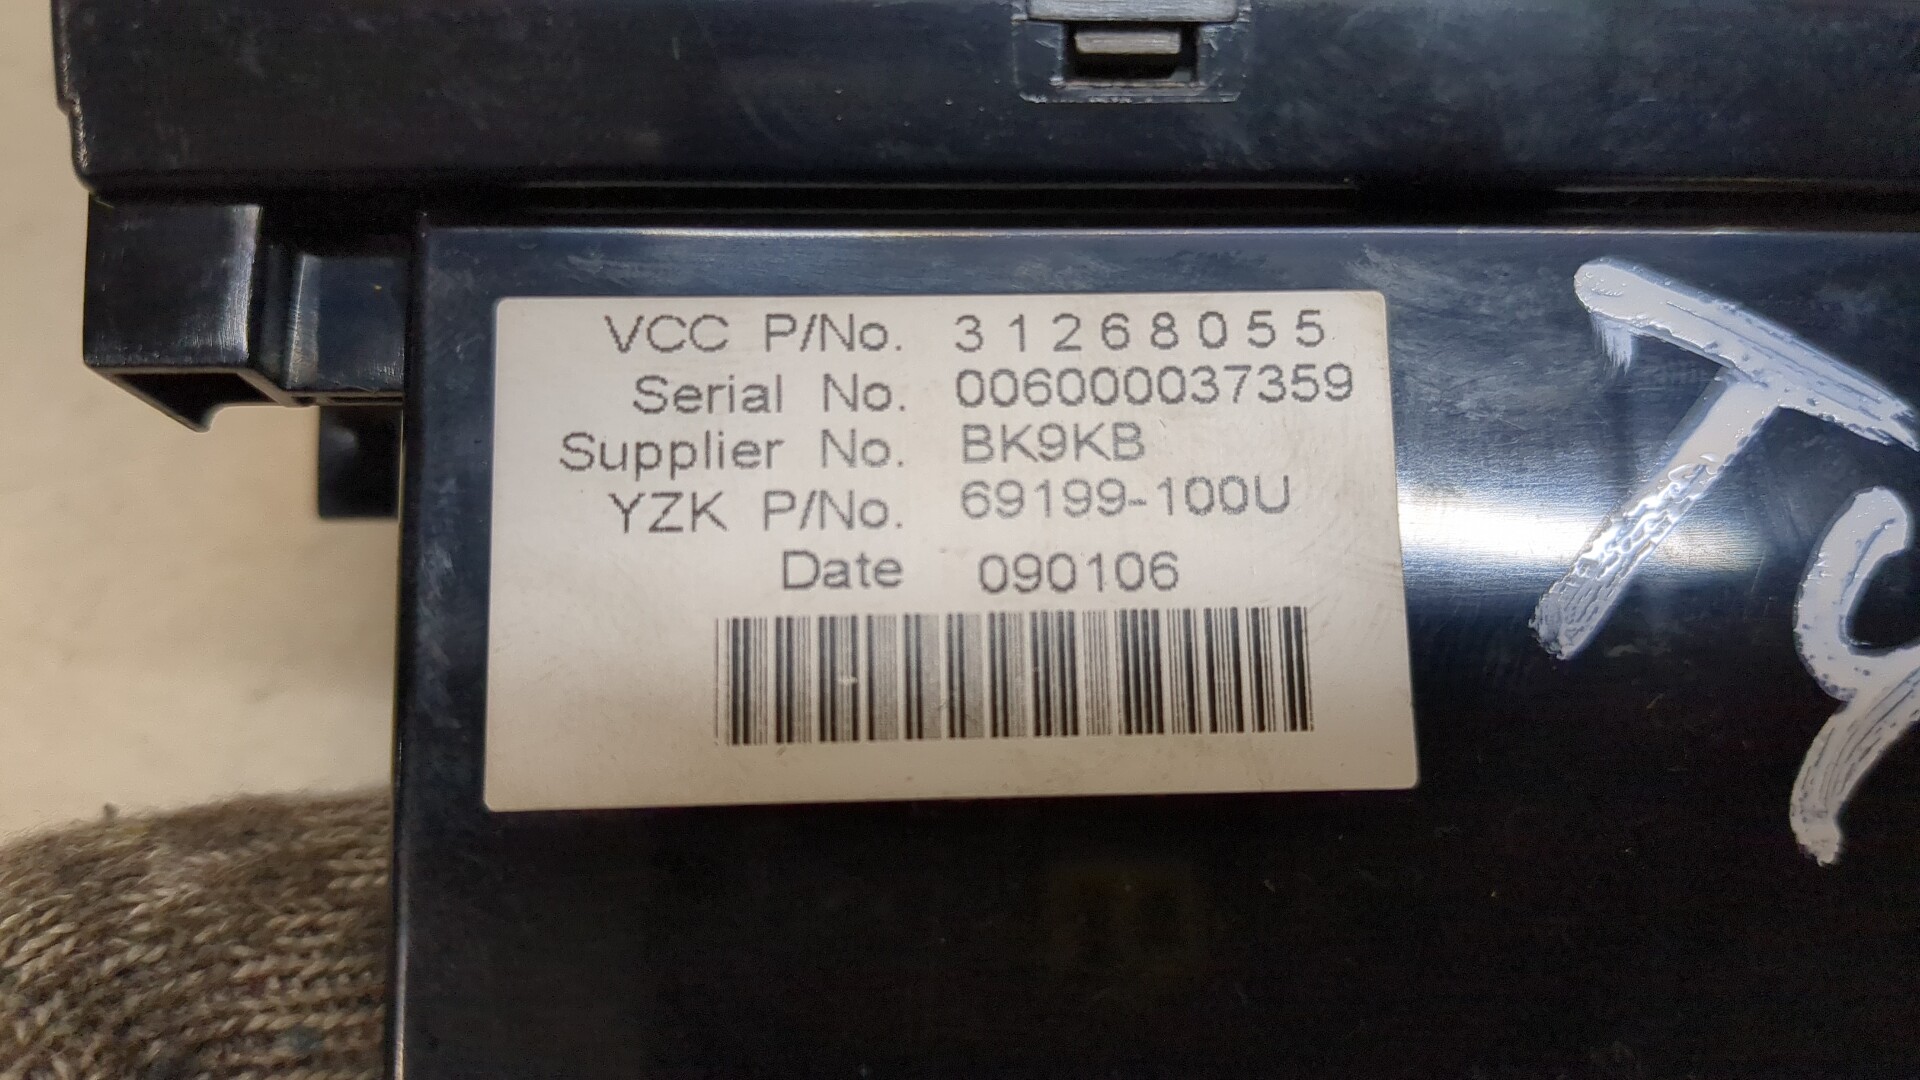 VCC P/No. 31268055
Serial No. 006000037359
Supplier No. BK9KB
YZK P/No. 69199-100U
Date 090106